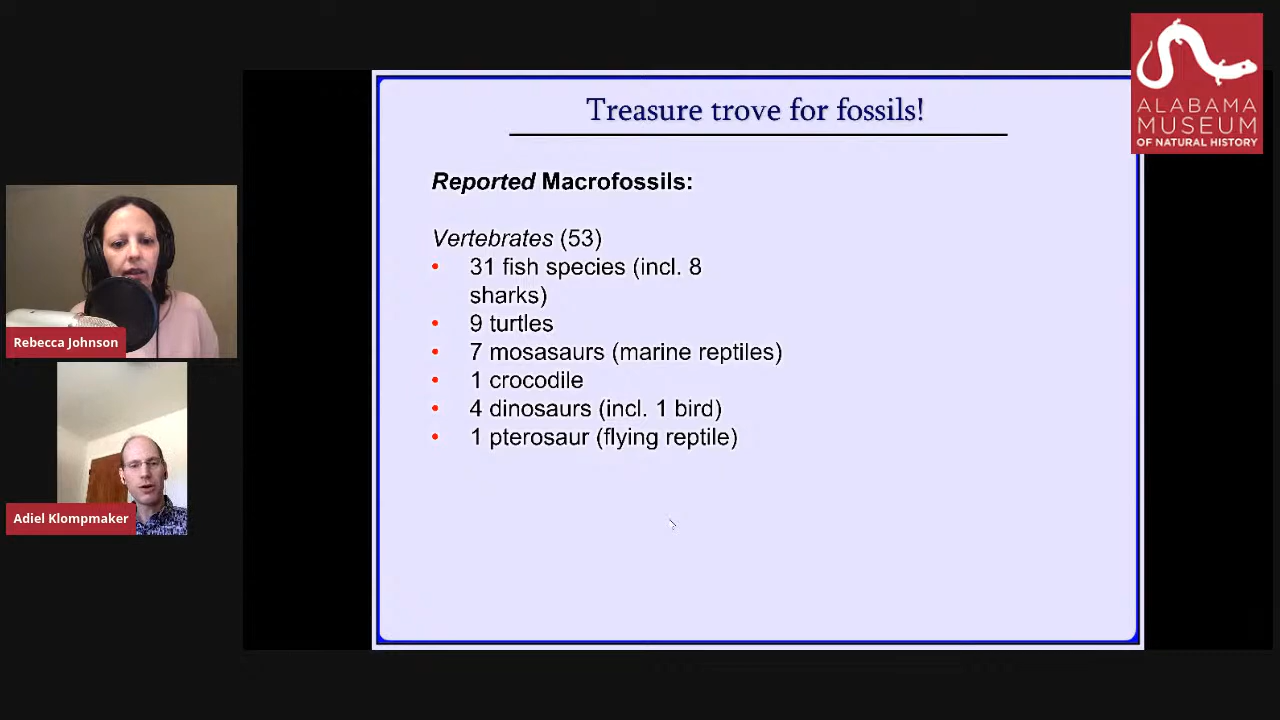 Treasure trove for fossils!
ALABAMA
MUSEUM
OF NATURAL HISTORY
Reported Macrofossils:
Vertebrates (53)
• 31 fish species (incl. 8
sharks)
• 9 turtles
• 7 mosasaurs (marine reptiles)
• 1 crocodile
• 4 dinosaurs (incl. 1 bird)
• 1 pterosaur (flying reptile)
Rebecca Johnson
Adiel Klompmaker